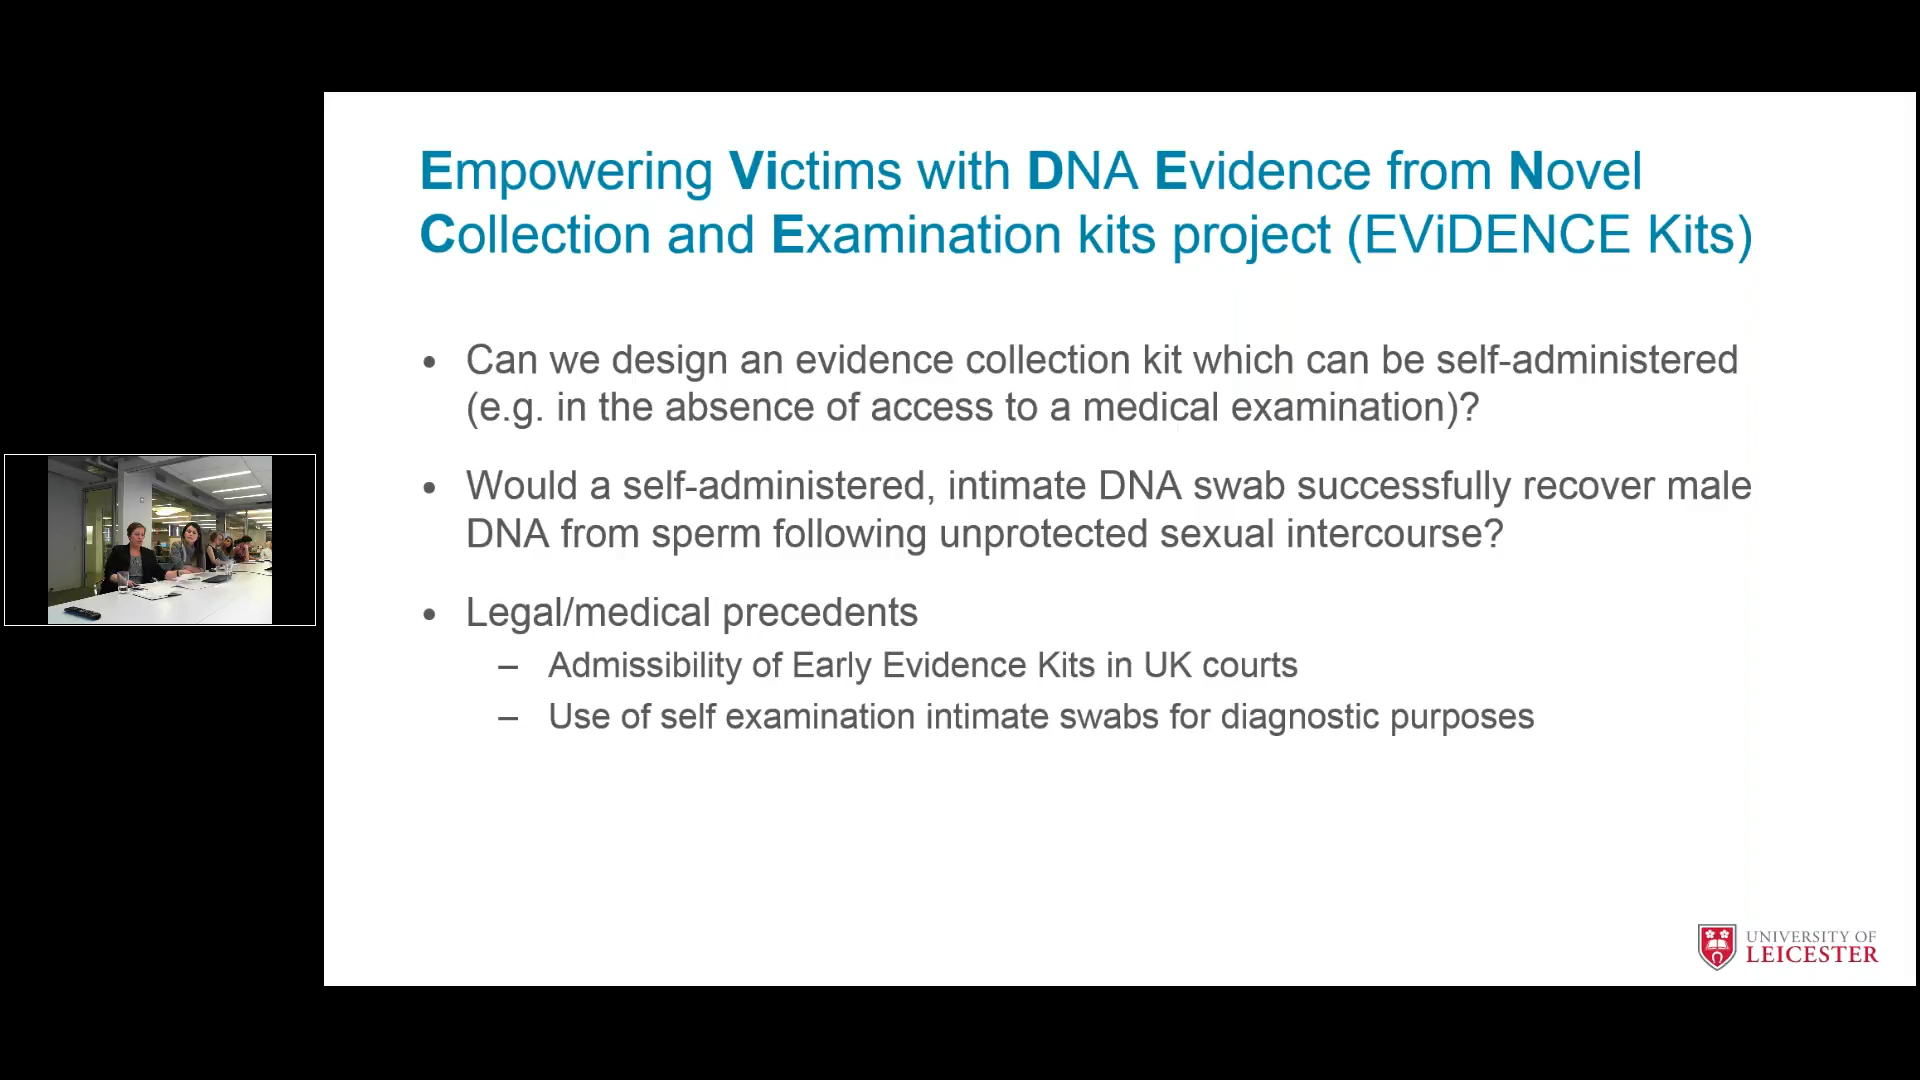 Empowering Victims with DNA Evidence from Novel
Collection and Examination kits project (EViDENCE Kits)
• Can we design an evidence collection kit which can be self-administered
(e.g. in the absence of access to a medical examination)?
• Would a self-administered, intimate DNA swab successfully recover male
DNA from sperm following unprotected sexual intercourse?
• Legal/medical precedents
– Admissibility of Early Evidence Kits in UK courts
– Use of self examination intimate swabs for diagnostic purposes
UNIVERSITY OF
LEICESTER